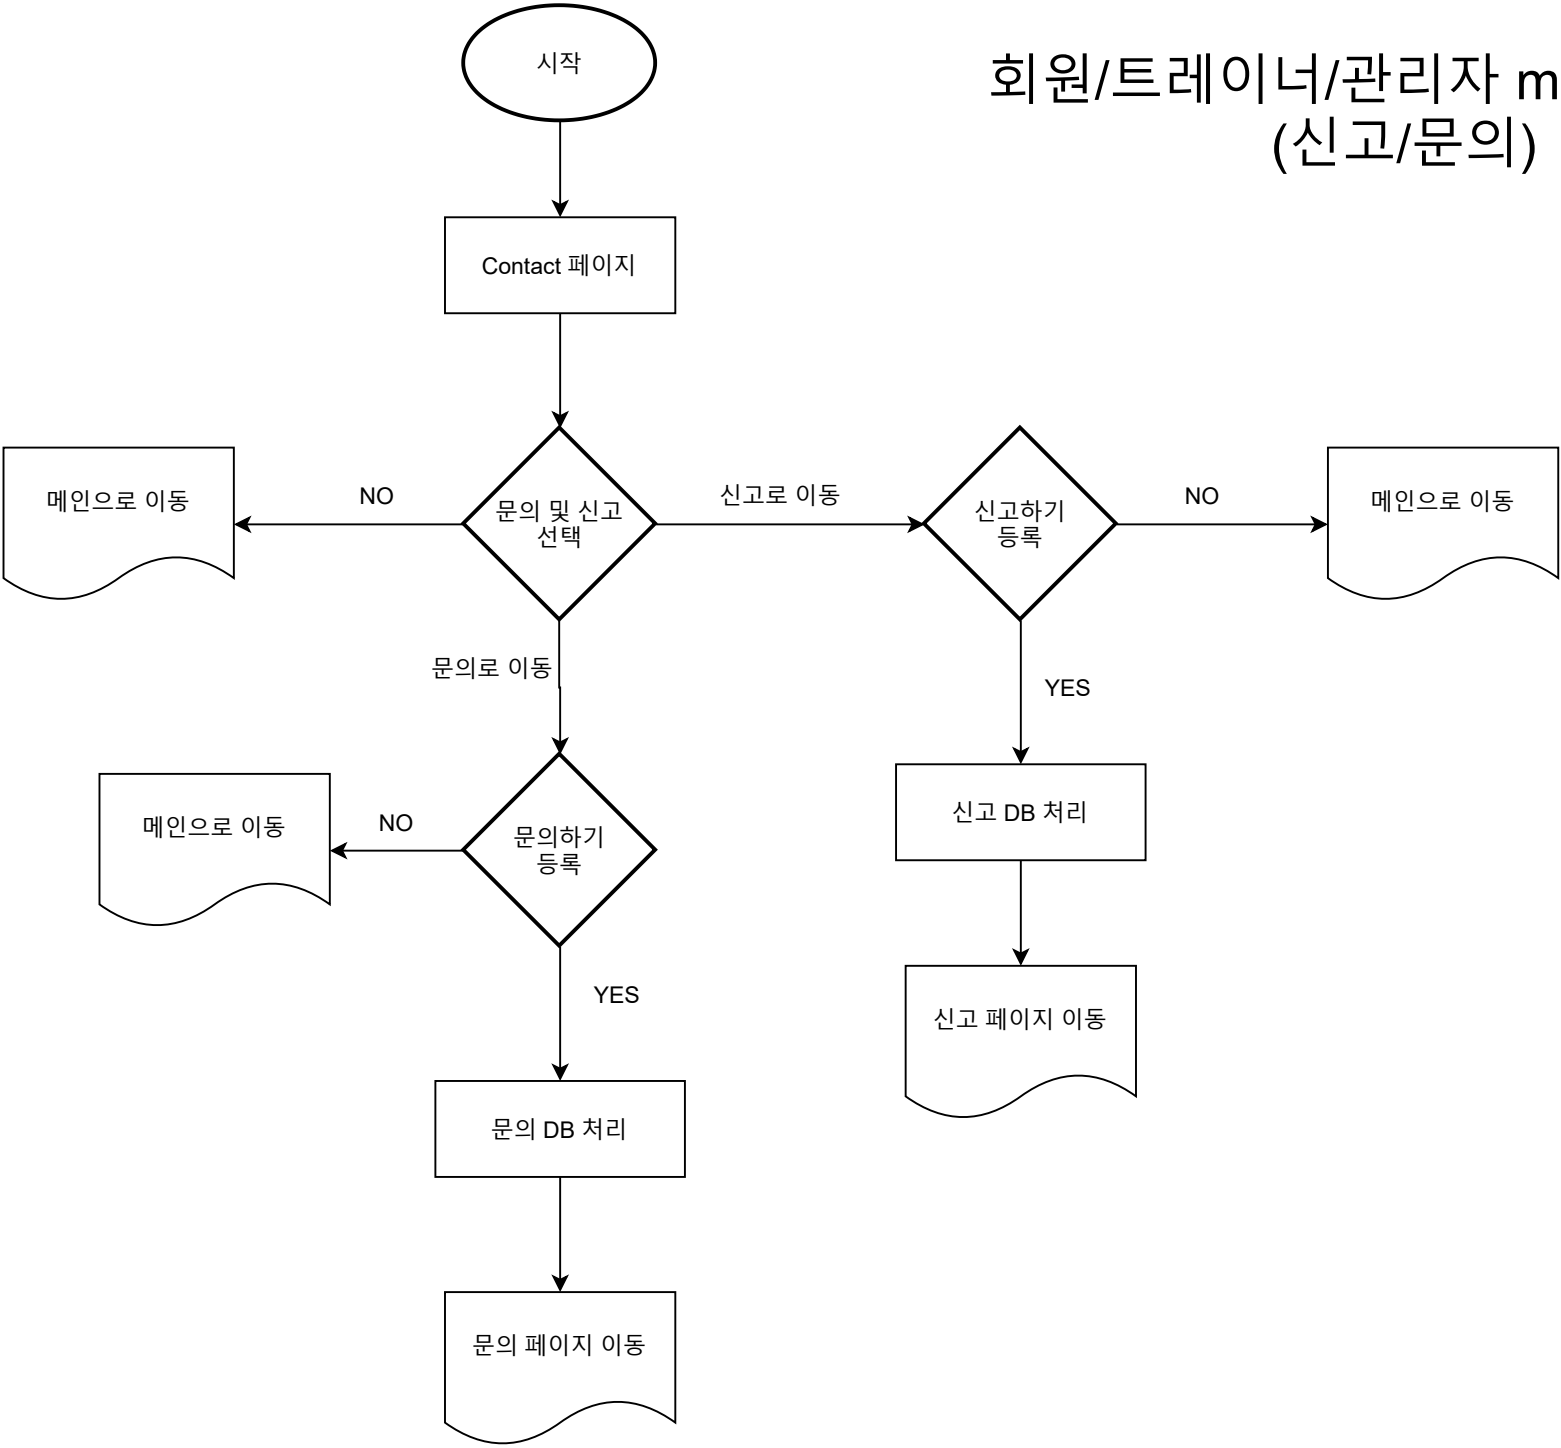 시작
회원/트레이너/관리자 m
(신고/문의)
Contact 페이지
메인으로 이동
NO
문의 및 신고
선택
신고로 이동
신고하기
등록
NO
메인으로 이동
문의로 이동
YES
메인으로 이동
NO
문의하기
등록
신고 DB 처리
YES
신고 페이지 이동
문의 DB 처리
문의 페이지 이동